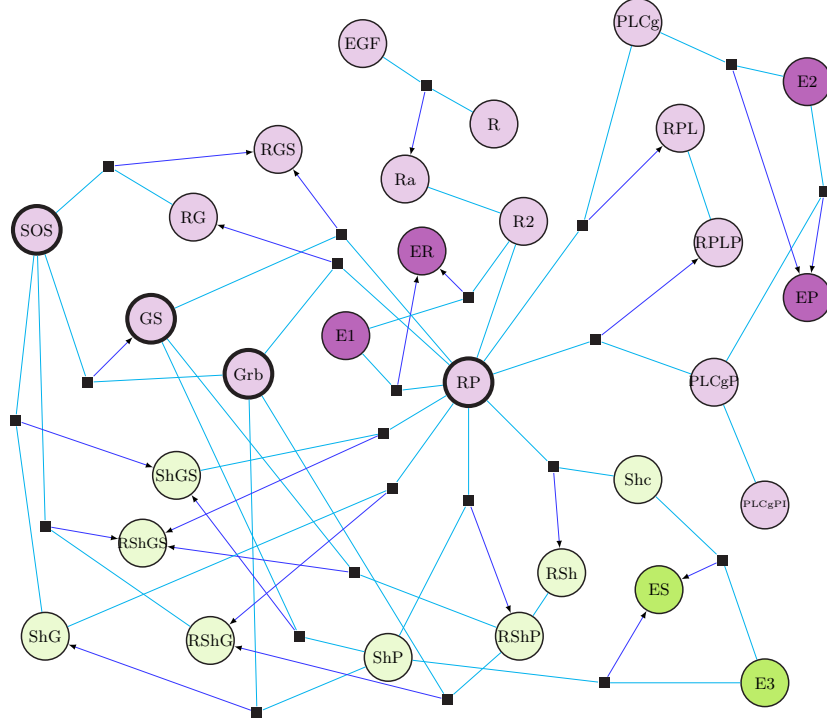 PLCg
EGF
E2
R
RPL
RGS
Ra
RG
R2
SOS
ER
RPLP
EP
GS
E1
Grb
RP
PLCgP
ShGS
Shc
PLCgPI
RShGS
RSh
ES
ShG
RShG
RShP
ShP
E3